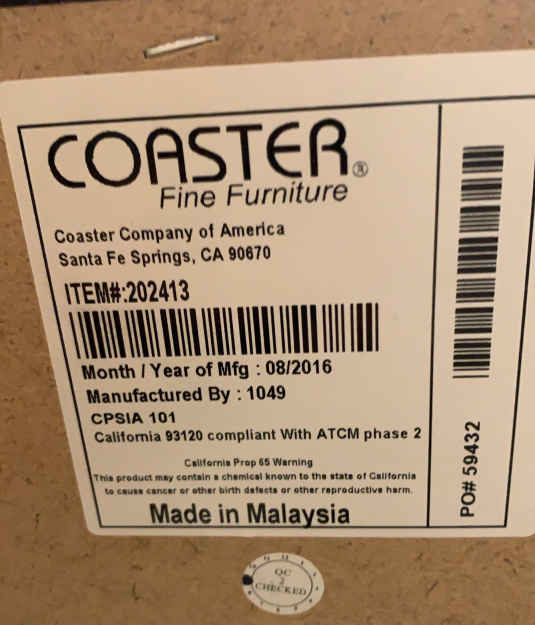 COASTER®
Fine Furniture
Coaster Company of America
Santa Fe Springs, CA 90670
ITEM#:202413
Month / Year of Mfg : 08/2016
Manufactured By : 1049
CPSIA 101
California 93120 compliant With ATCM phase 2
California Prop 65 Warning
This product may contain a chemical known to the state of California
to cause cancer or other birth defects or other reproductive harm.
Made in Malaysia
PO# 59432
QC
2
CHECKED